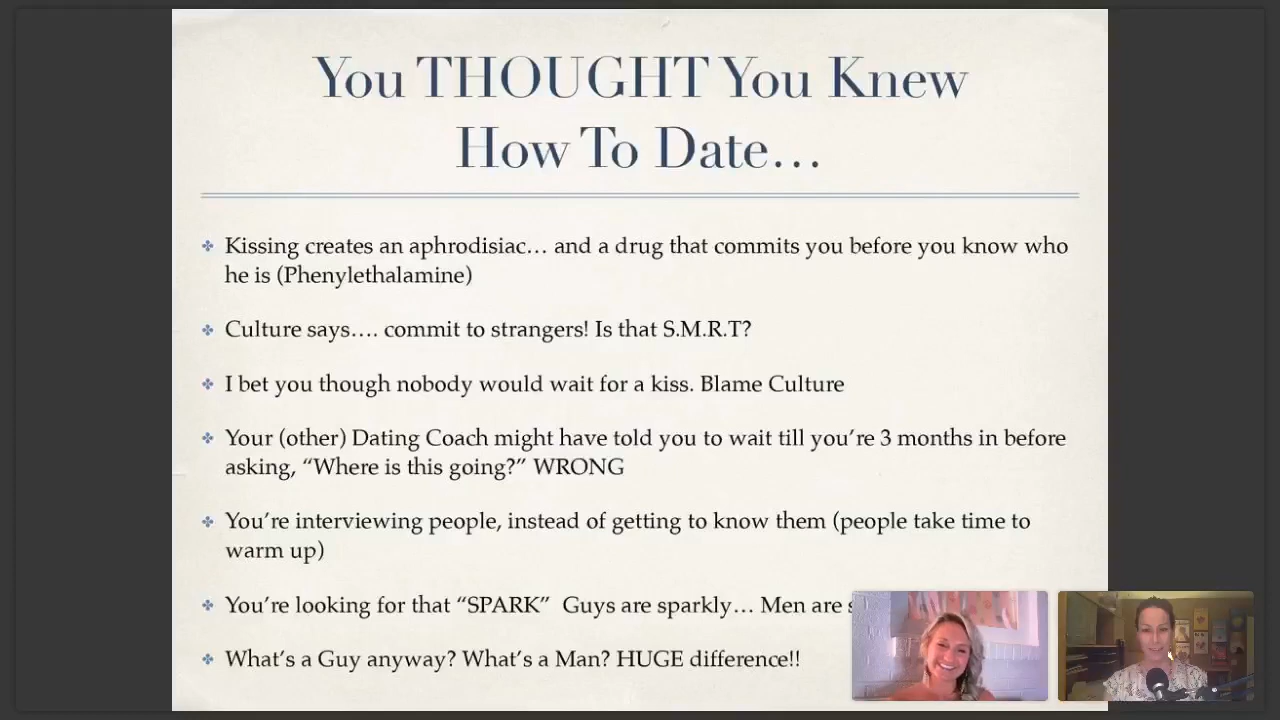 You THOUGHT You Knew
How To Date…
Kissing creates an aphrodisiac… and a drug that commits you before you know who
he is (Phenylethalamine)
Culture says…. commit to strangers! Is that S.M.R.T?
I bet you though nobody would wait for a kiss. Blame Culture
Your (other) Dating Coach might have told you to wait till you’re 3 months in before
asking, “Where is this going?” WRONG
You’re interviewing people, instead of getting to know them (people take time to
warm up)
You’re looking for that “SPARK” Guys are sparkly… Men are
What’s a Guy anyway? What’s a Man? HUGE difference!!